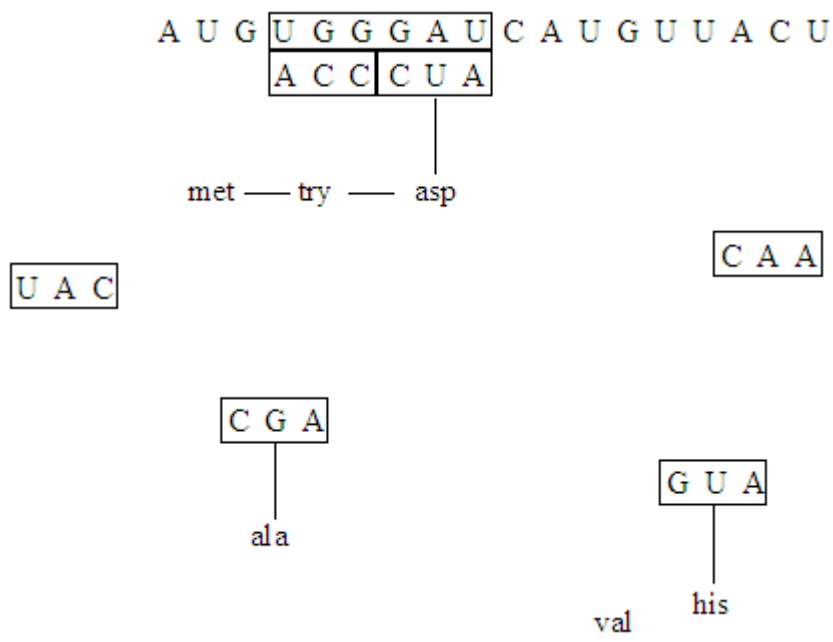 A U G U G G G A U C A U G U U A C U
A C C C U A
met try asp
C A A
U A C
C G A
G U A
ala
his
val